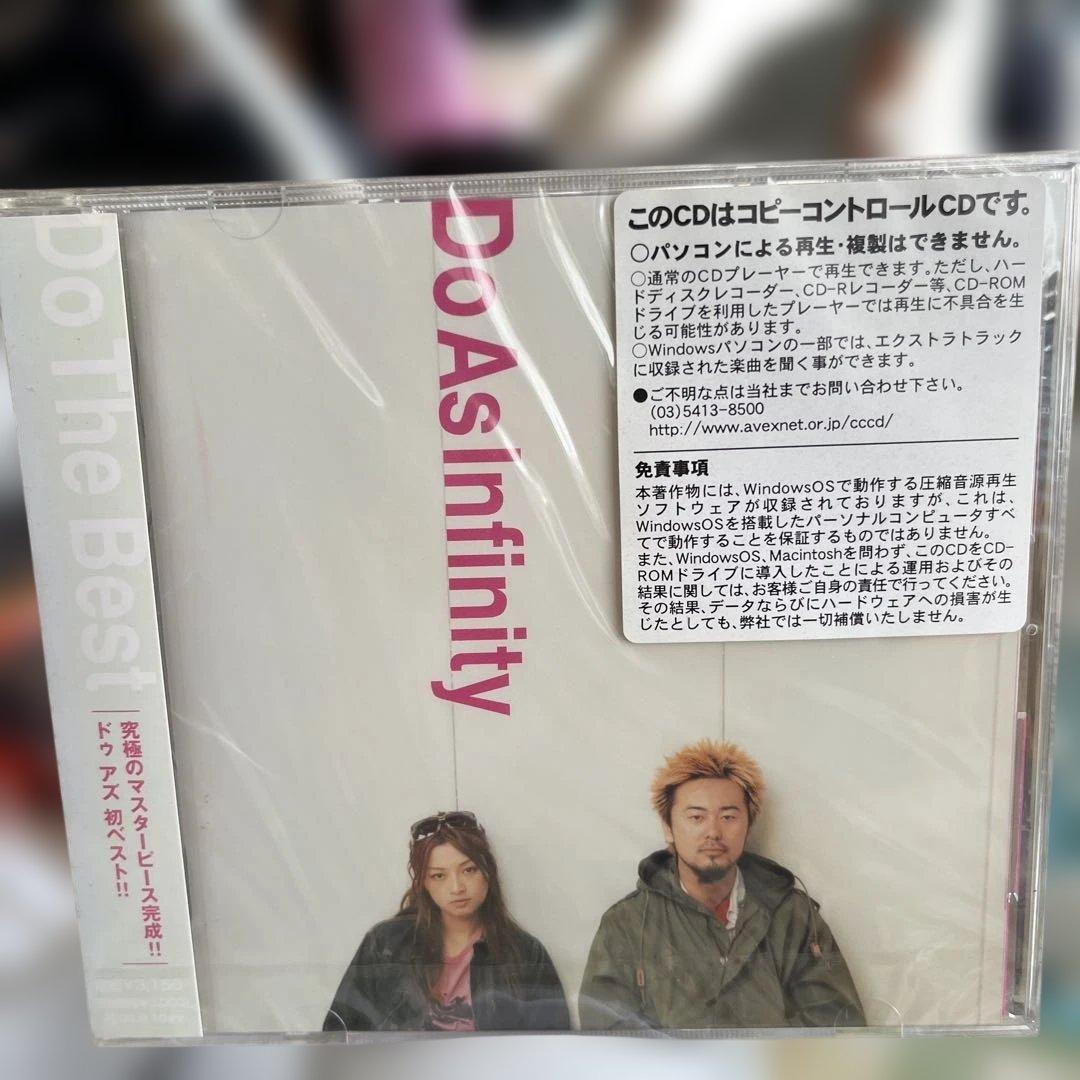 Do The Best
究極のマスターピース完成!!
ドゥ アズ 初ベスト!!
Do As Infinity
このCDはコピーコントロールCDです。
○パソコンによる再生・複製はできません。
○通常のCDプレーヤーで再生できます。ただし、ハー
ドディスクレコーダー、CD-Rレコーダー等、CD-ROM
ドライブを利用したプレーヤーでは再生に不具合を生
じる可能性があります。
○Windowsパソコンの一部では、エクストラトラック
に収録された楽曲を聞く事ができます。
●ご不明な点は当社までお問い合わせ下さい。
(03)5413-8500
http://www.avexnet.or.jp/cccd/
免責事項
本著作物には、WindowsOSで動作する圧縮音源再生
ソフトウェアが収録されておりますが、これは、
WindowsOSを搭載したパーソナルコンピュータすべ
てで動作することを保証するものではありません。
また、WindowsOS、Macintoshを問わず、このCDをCD-
ROMドライブに導入したことによる運用およびその
結果に関しては、お客様ご自身の責任で行ってください。
その結果、データならびにハードウェアへの損害が生
じたとしても、弊社では一切補償いたしません。